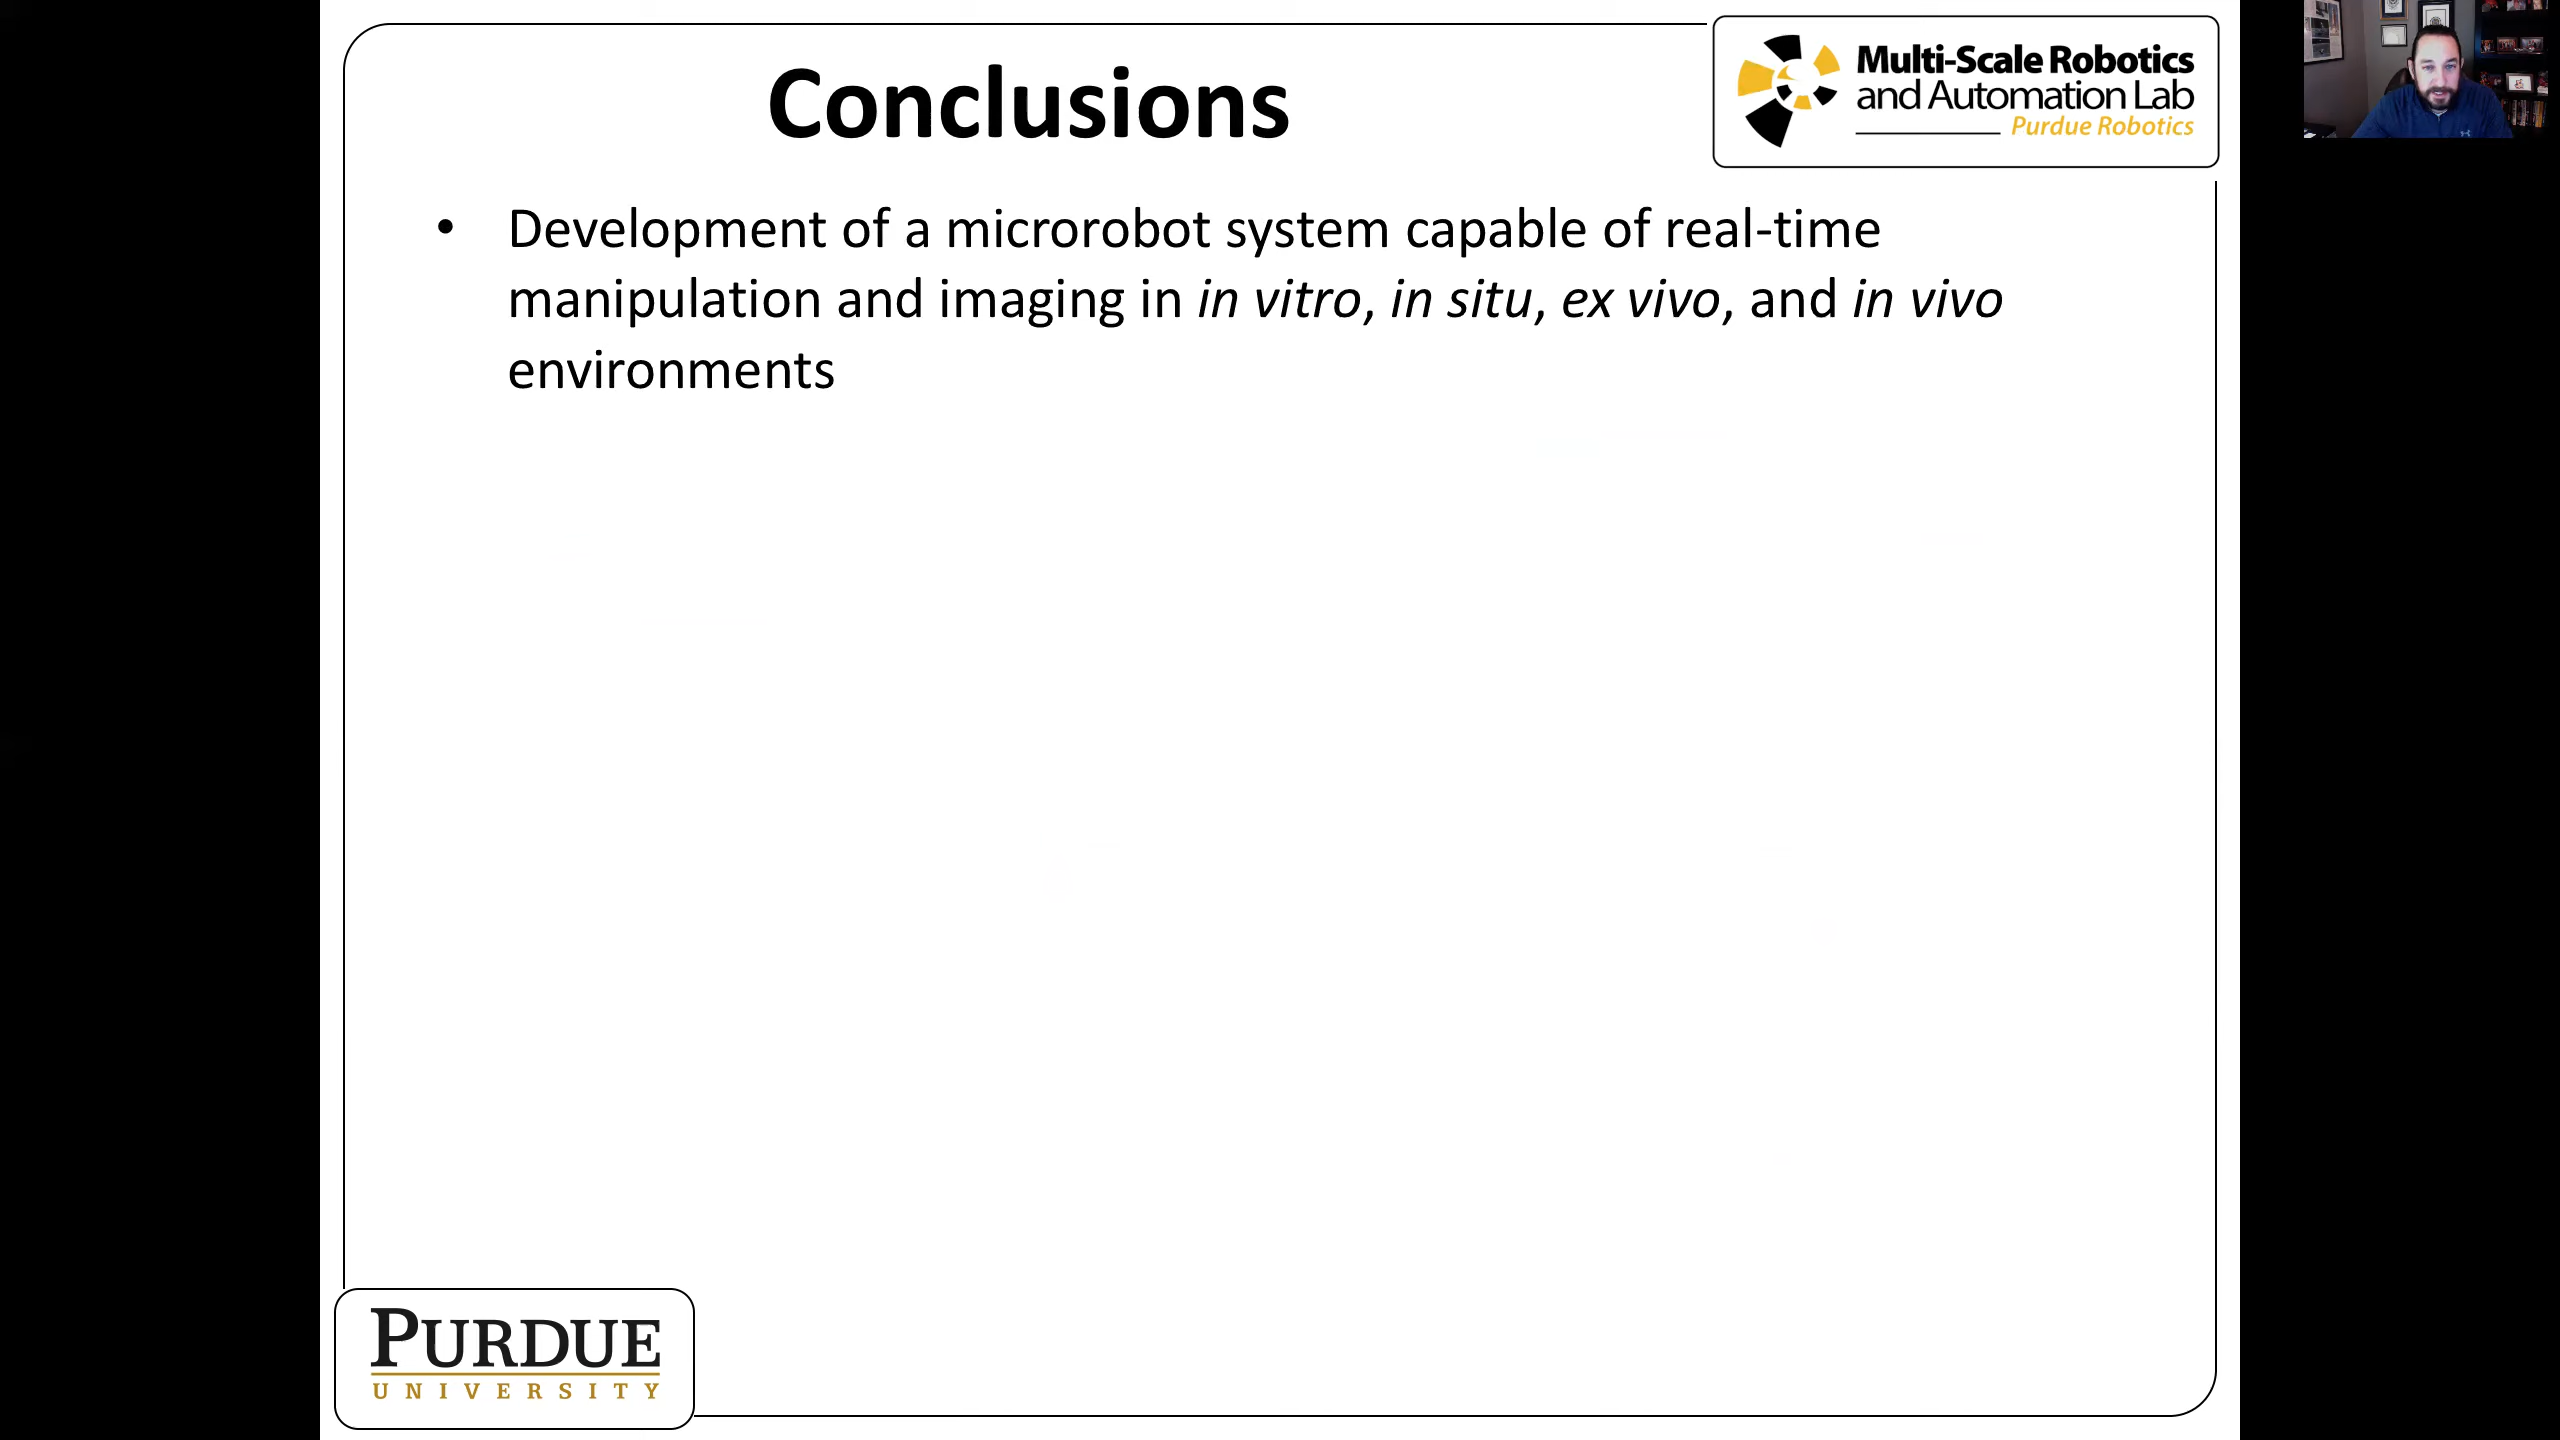 Conclusions
Multi-Scale Robotics
and Automation Lab
Purdue Robotics
• Development of a microrobot system capable of real-time
manipulation and imaging in in vitro, in situ, ex vivo, and in vivo
environments
PURDUE
UNIVERSITY